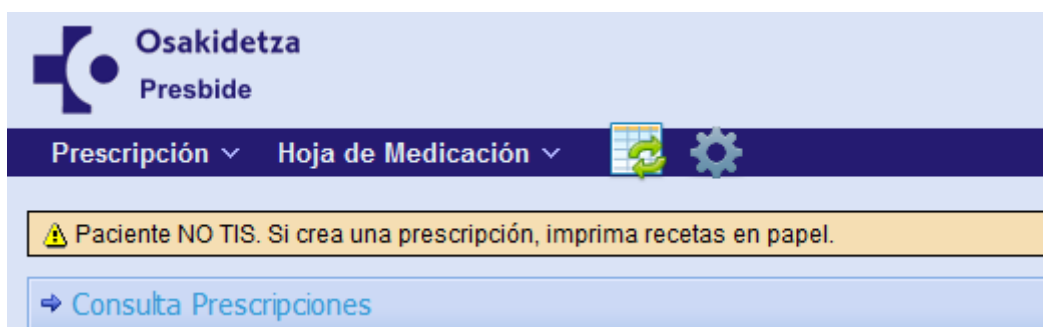 Osakidetza
Presbide
Prescripción Hoja de Medicación
Paciente NO TIS. Si crea una prescripción, imprima recetas en papel.
Consulta Prescripciones